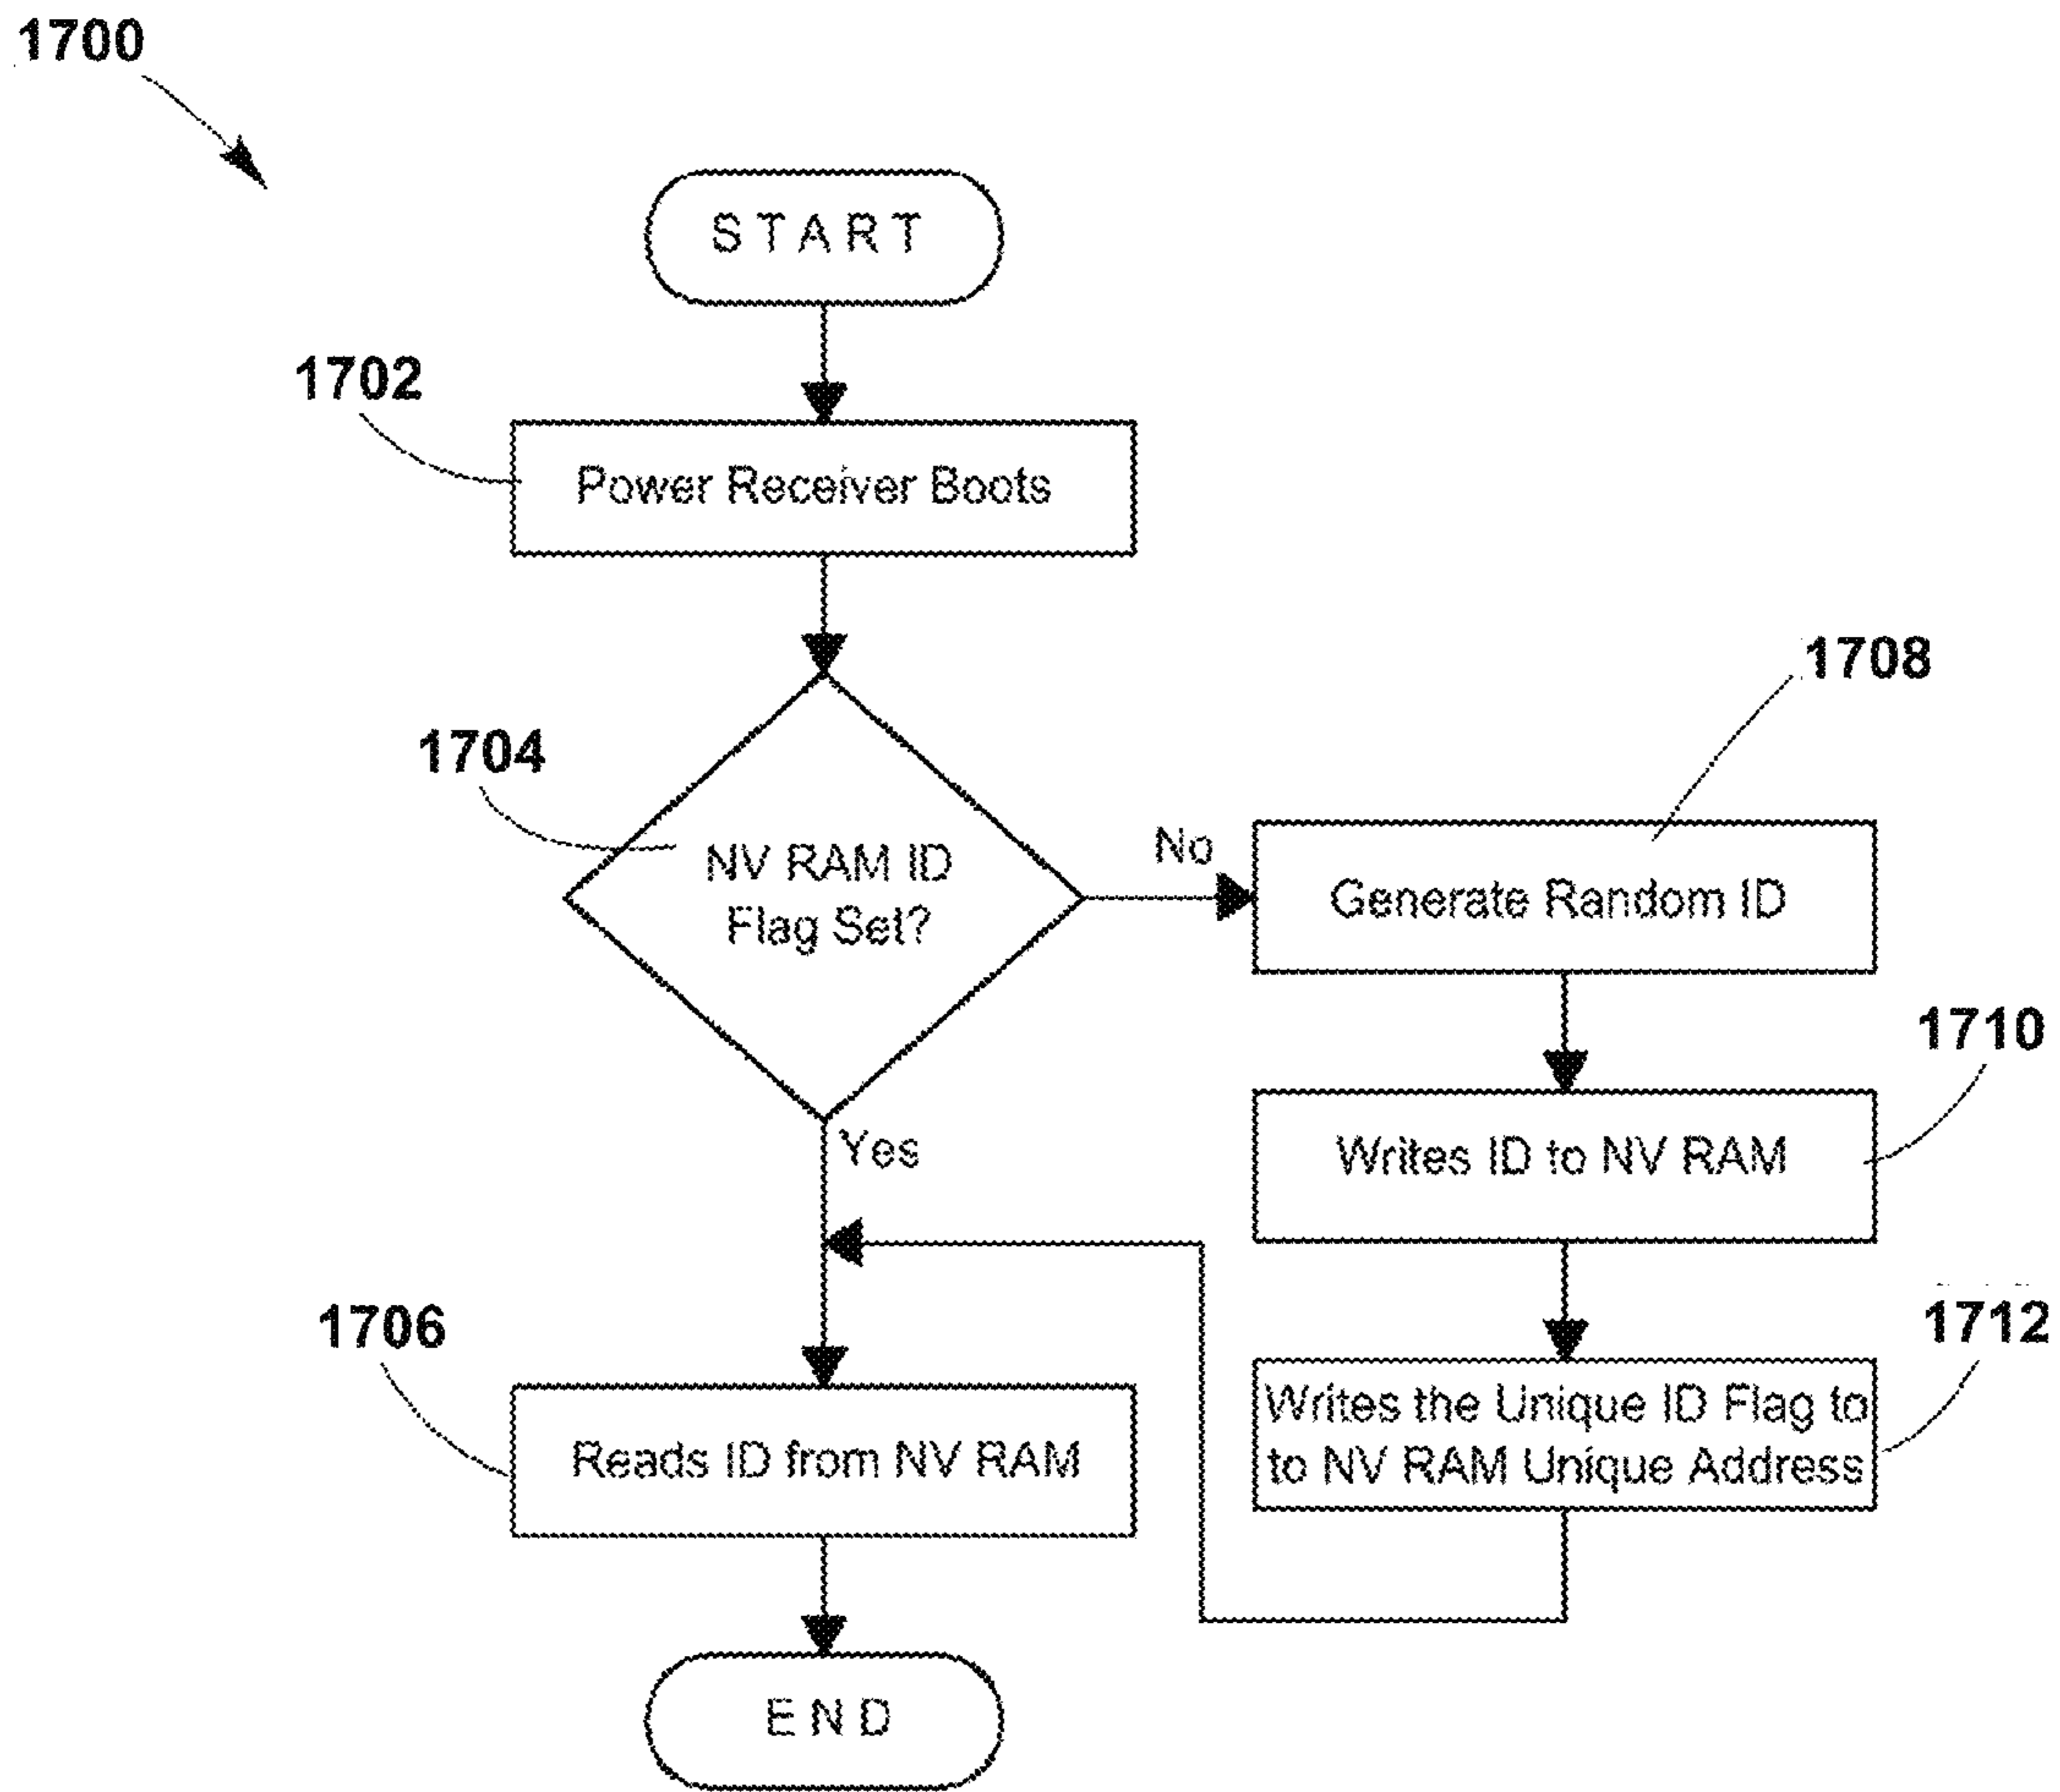 1700
START
1702
Power Receiver Boots
1704
NV RAM ID
Flag Set?
No
1708
Generate Random ID
1710
Writes ID to NV RAM
Yes
1706
Reads ID from NV RAM
1712
Writes the Unique ID Flag to
to NV RAM Unique Address
END